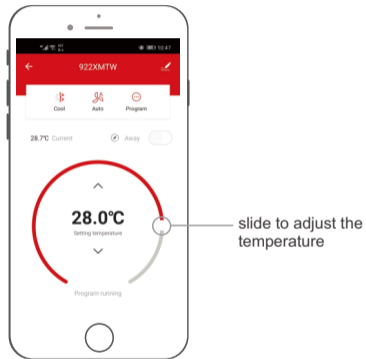 10:47
922XMTW
Cool Auto Program
28.7℃ Current Away
28.0℃
Setting temperature
Program running
slide to adjust the
temperature